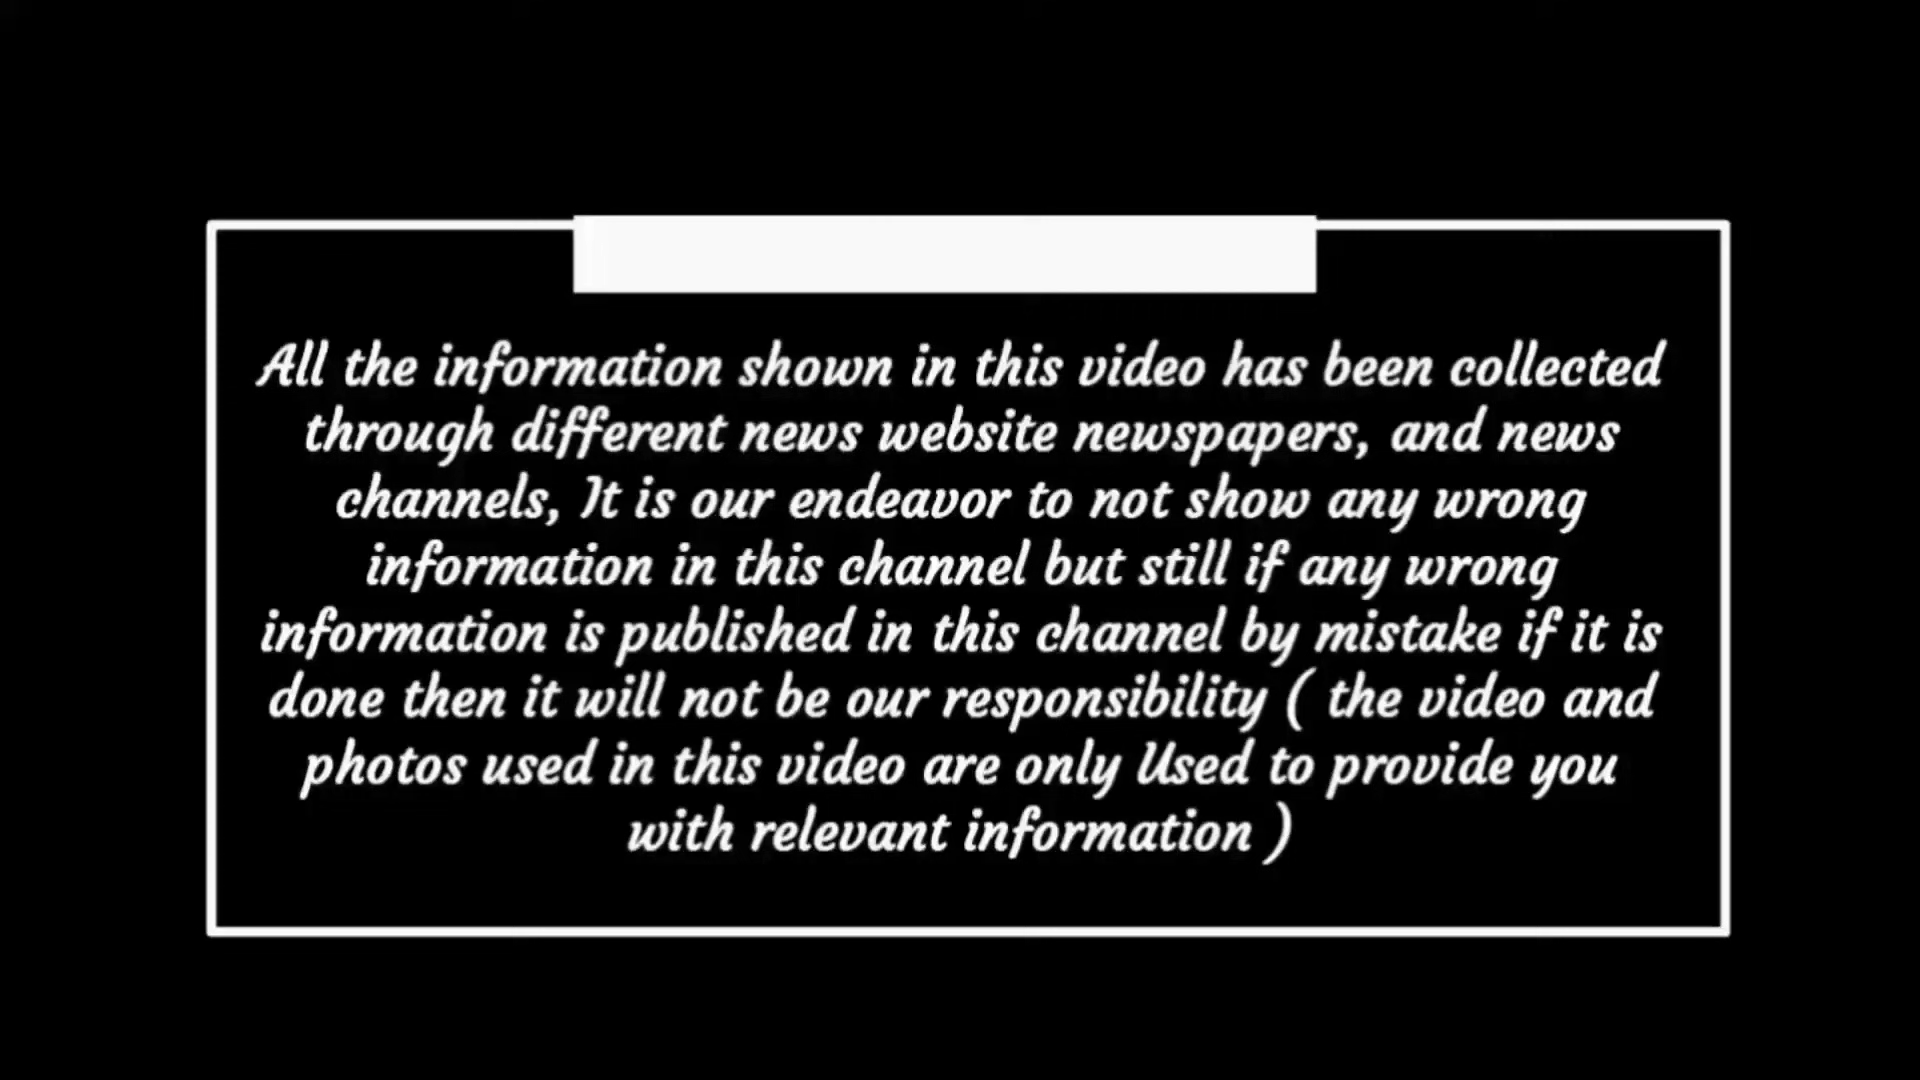 All the information shown in this video has been collected
through different news website newspapers, and news
channels, It is our endeavor to not show any wrong
information in this channel but still if any wrong
information is published in this channel by mistake if it is
done then it will not be our responsibility ( the video and
photos used in this video are only Used to provide you
with relevant information )